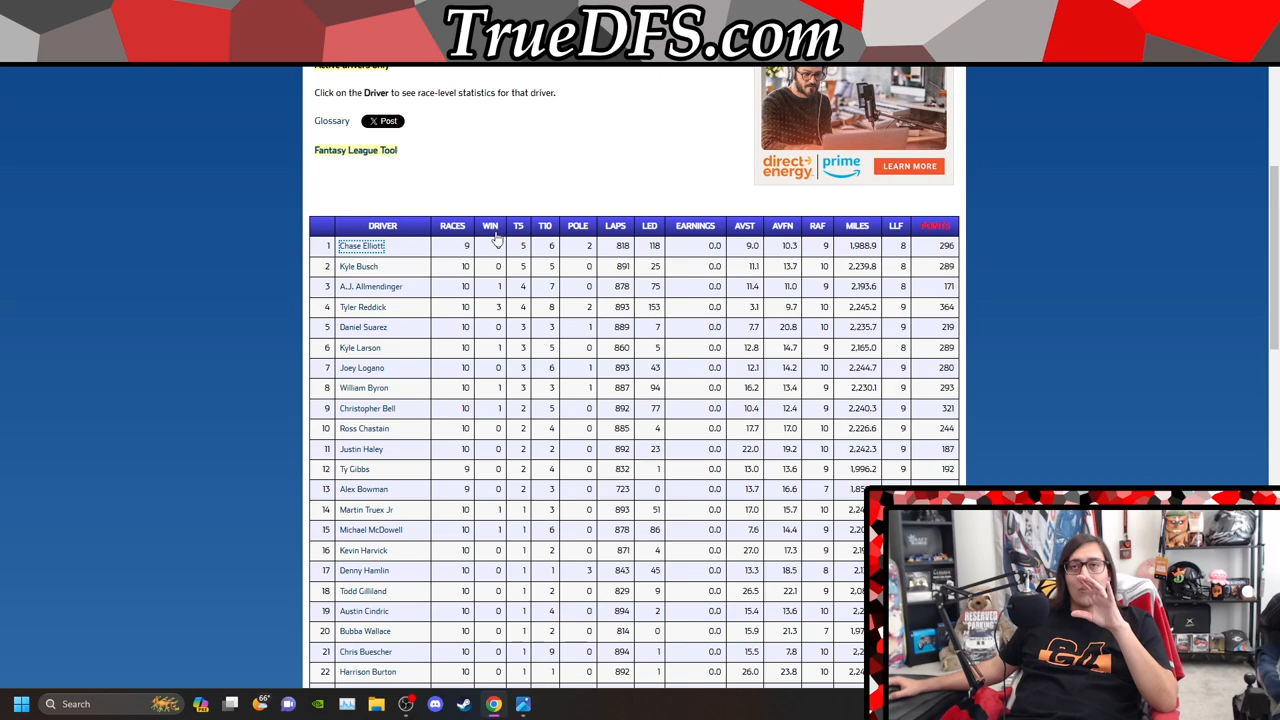 TrueDFS.com
Click on the Driver to see race-level statistics for that driver.
Glossary X Post
Fantasy League Tool
direct energy. prime LEARN MORE
DRIVER RACES WIN T5 T10 POLE LAPS LED EARNINGS AVST AVFN RAF MILES LLF POINTS
1 Chase Elliott 9 5 6 2 818 118 0.0 9.0 10.3 9 1,988.9 8 296
2 Kyle Busch 10 0 5 5 0 891 25 0.0 11.1 13.7 10 2,239.8 8 289
3 A.J. Allmendinger 10 1 4 7 0 878 75 0.0 11.4 11.0 9 2,193.6 8 171
4 Tyler Reddick 10 3 4 8 2 893 153 0.0 3.1 9.7 10 2,245.2 9 364
5 Daniel Suarez 10 0 3 3 1 889 7 0.0 7.7 20.8 10 2,235.7 9 219
6 Kyle Larson 10 1 3 5 0 860 5 0.0 12.8 14.7 9 2,165.0 8 289
7 Joey Logano 10 0 3 6 1 893 43 0.0 12.1 14.2 10 2,244.7 9 280
8 William Byron 10 1 3 3 1 887 94 0.0 16.2 13.4 10 2,230.1 9 293
9 Christopher Bell 10 1 2 5 0 892 77 0.0 10.4 12.4 9 2,240.3 9 321
10 Ross Chastain 10 0 2 4 0 885 4 0.0 17.7 17.0 10 2,226.6 9 244
11 Justin Haley 10 0 2 2 0 892 24 0.0 22.0 19.2 10 2,242.3 9 187
12 Ty Gibbs 9 0 2 4 0 832 1 0.0 13.0 13.6 9 1,996.2 9 192
13 Alex Bowman 10 0 2 3 0 723 0 0.0 13.7 16.6 7
14 Martin Truex Jr 10 1 1 3 0 893 51 0.0 17.0 15.7 10
15 Michael McDowell 10 1 1 6 0 878 86 0.0 7.6 14.4 9
16 Kevin Harvick 10 0 1 2 0 871 4 0.0 27.0 17.3 9
17 Denny Hamlin 10 0 1 1 3 843 45 0.0 13.3 18.5 8
18 Todd Gilliland 10 0 1 2 0 829 9 0.0 26.5 22.1 9
19 Austin Cindric 10 0 1 4 0 894 2 0.0 15.4 13.6 10
20 Bubba Wallace 10 0 1 2 0 814 0 0.0 15.9 21.3 7
21 Chris Buescher 10 0 1 9 0 894 1 0.0 15.5 7.8 10
22 Harrison Burton 10 0 1 1 0 892 1 0.0 26.0 23.8 10
RESERVED
PARKING
Search
66°